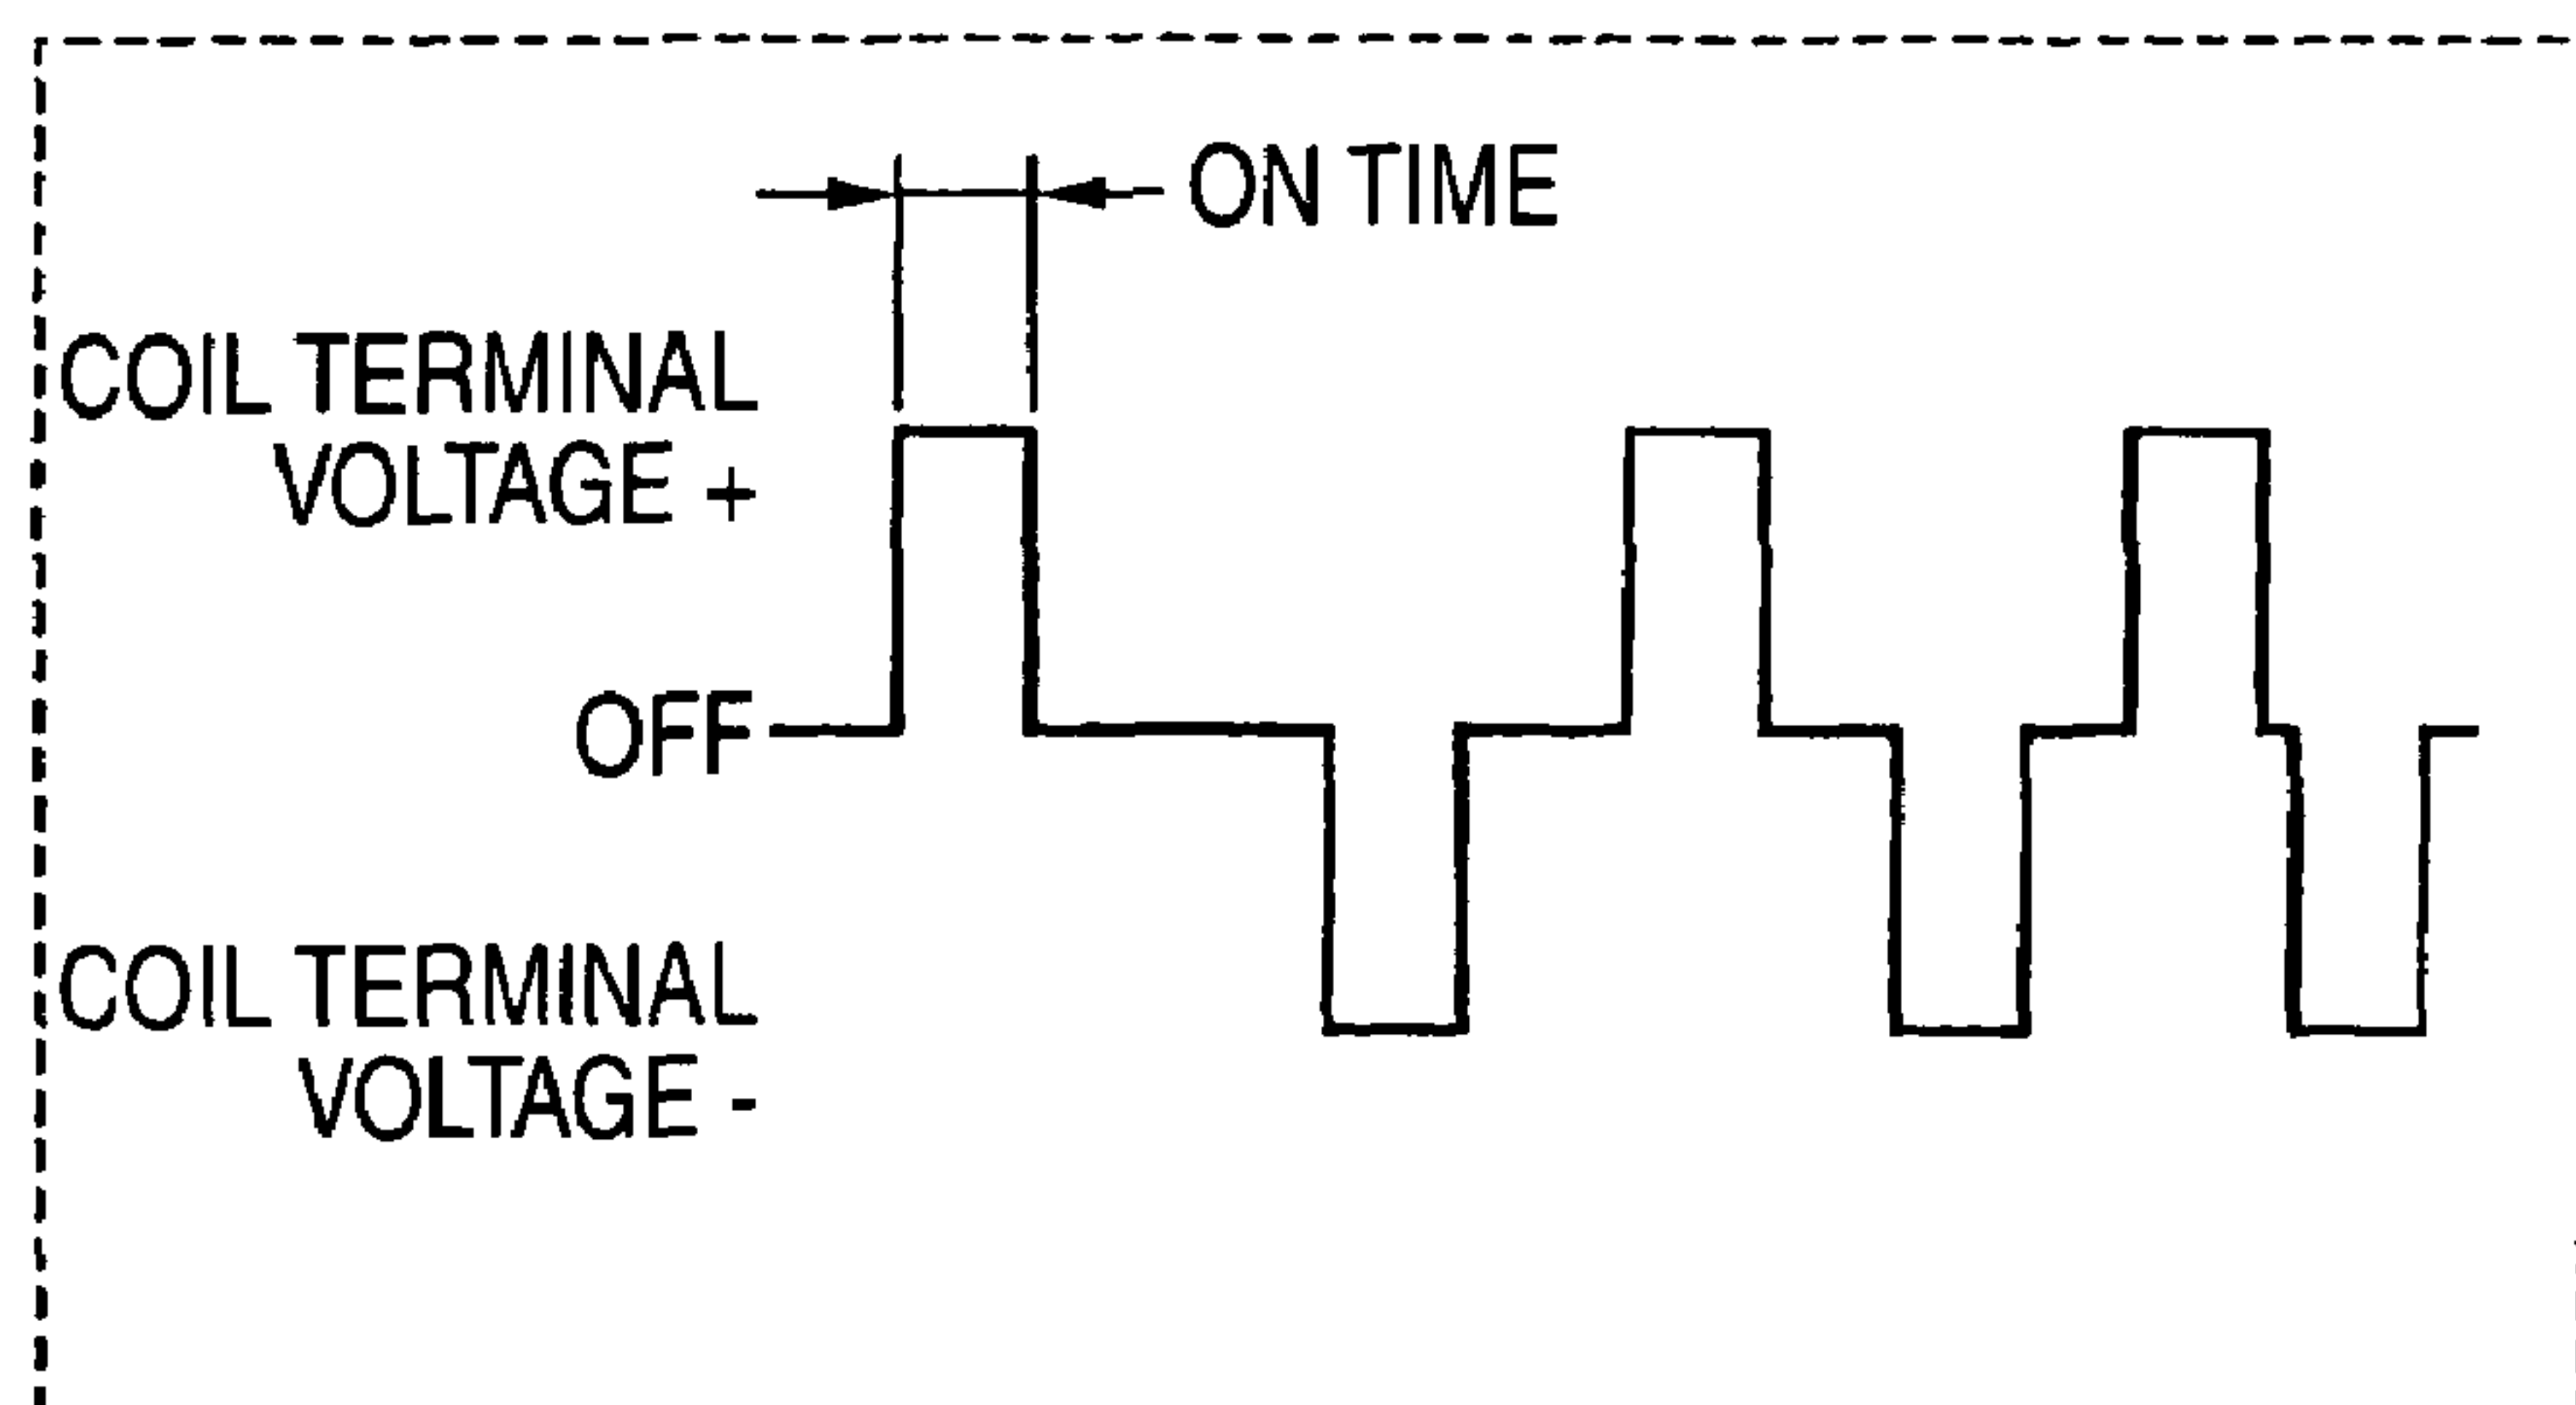 ON TIME
COIL TERMINAL
VOLTAGE +
OFF
COIL TERMINAL
VOLTAGE -